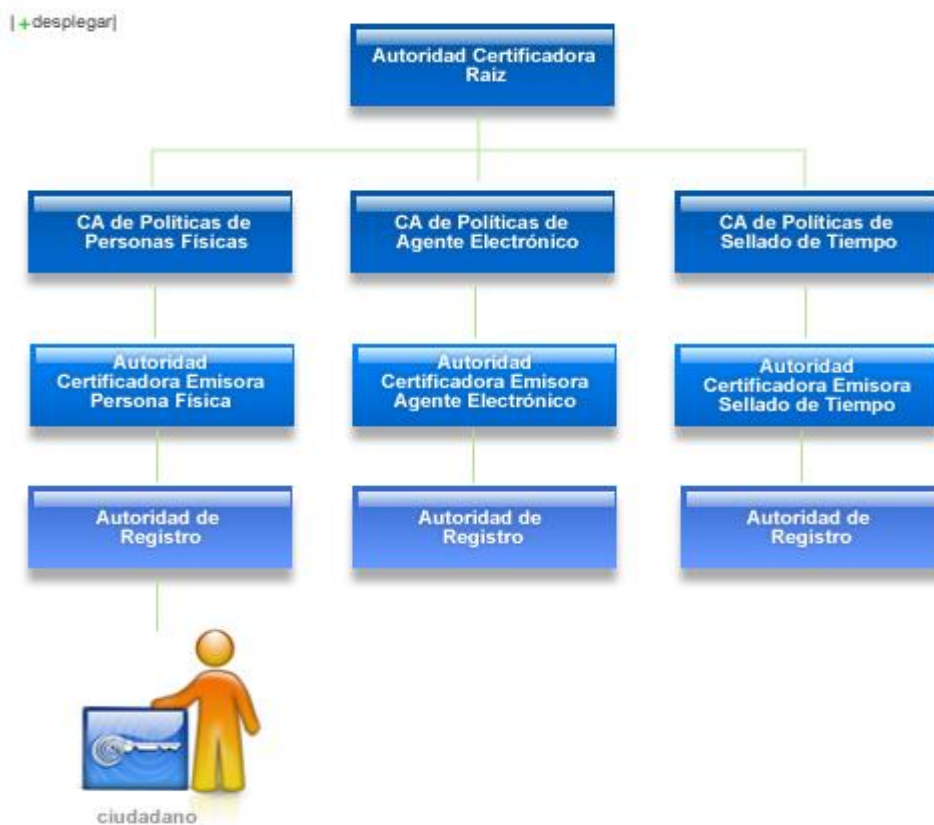 |+desplegar|
Autoridad Certificadora
Raiz
CA de Políticas de
Personas Físicas
CA de Políticas de
Agente Electrónico
CA de Políticas de
Sellado de Tiempo
Autoridad
Certificadora Emisora
Persona Física
Autoridad
Certificadora Emisora
Agente Electrónico
Autoridad
Certificadora Emisora
Sellado de Tiempo
Autoridad de
Registro
Autoridad de
Registro
Autoridad de
Registro
ciudadano